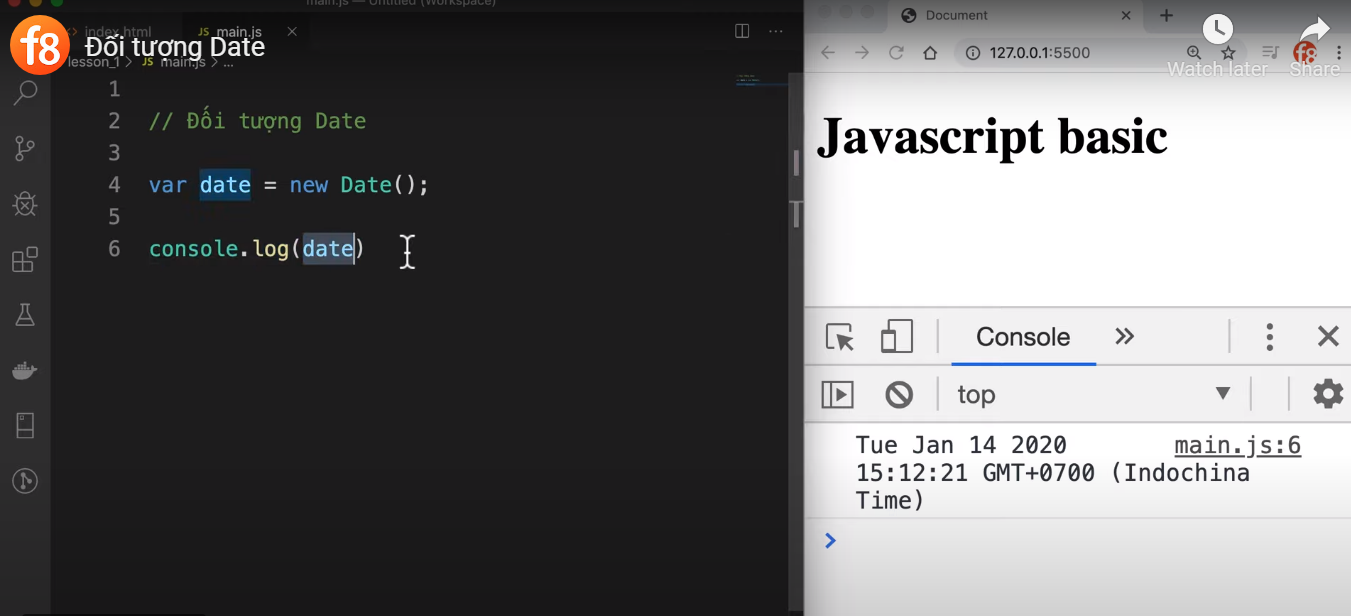 main.js — Untitled (Workspace)
f8 Đối tượng Date
index.html
JS main.js ×
lesson_1 > JS main.js > ...
1
2 // Đối tượng Date
3
4 var date = new Date();
5
6 console.log(date)
Document
127.0.0.1:5500
f8
Watch later
Share
Javascript basic
Console
top
Tue Jan 14 2020 main.js:6
15:12:21 GMT+0700 (Indochina
Time)